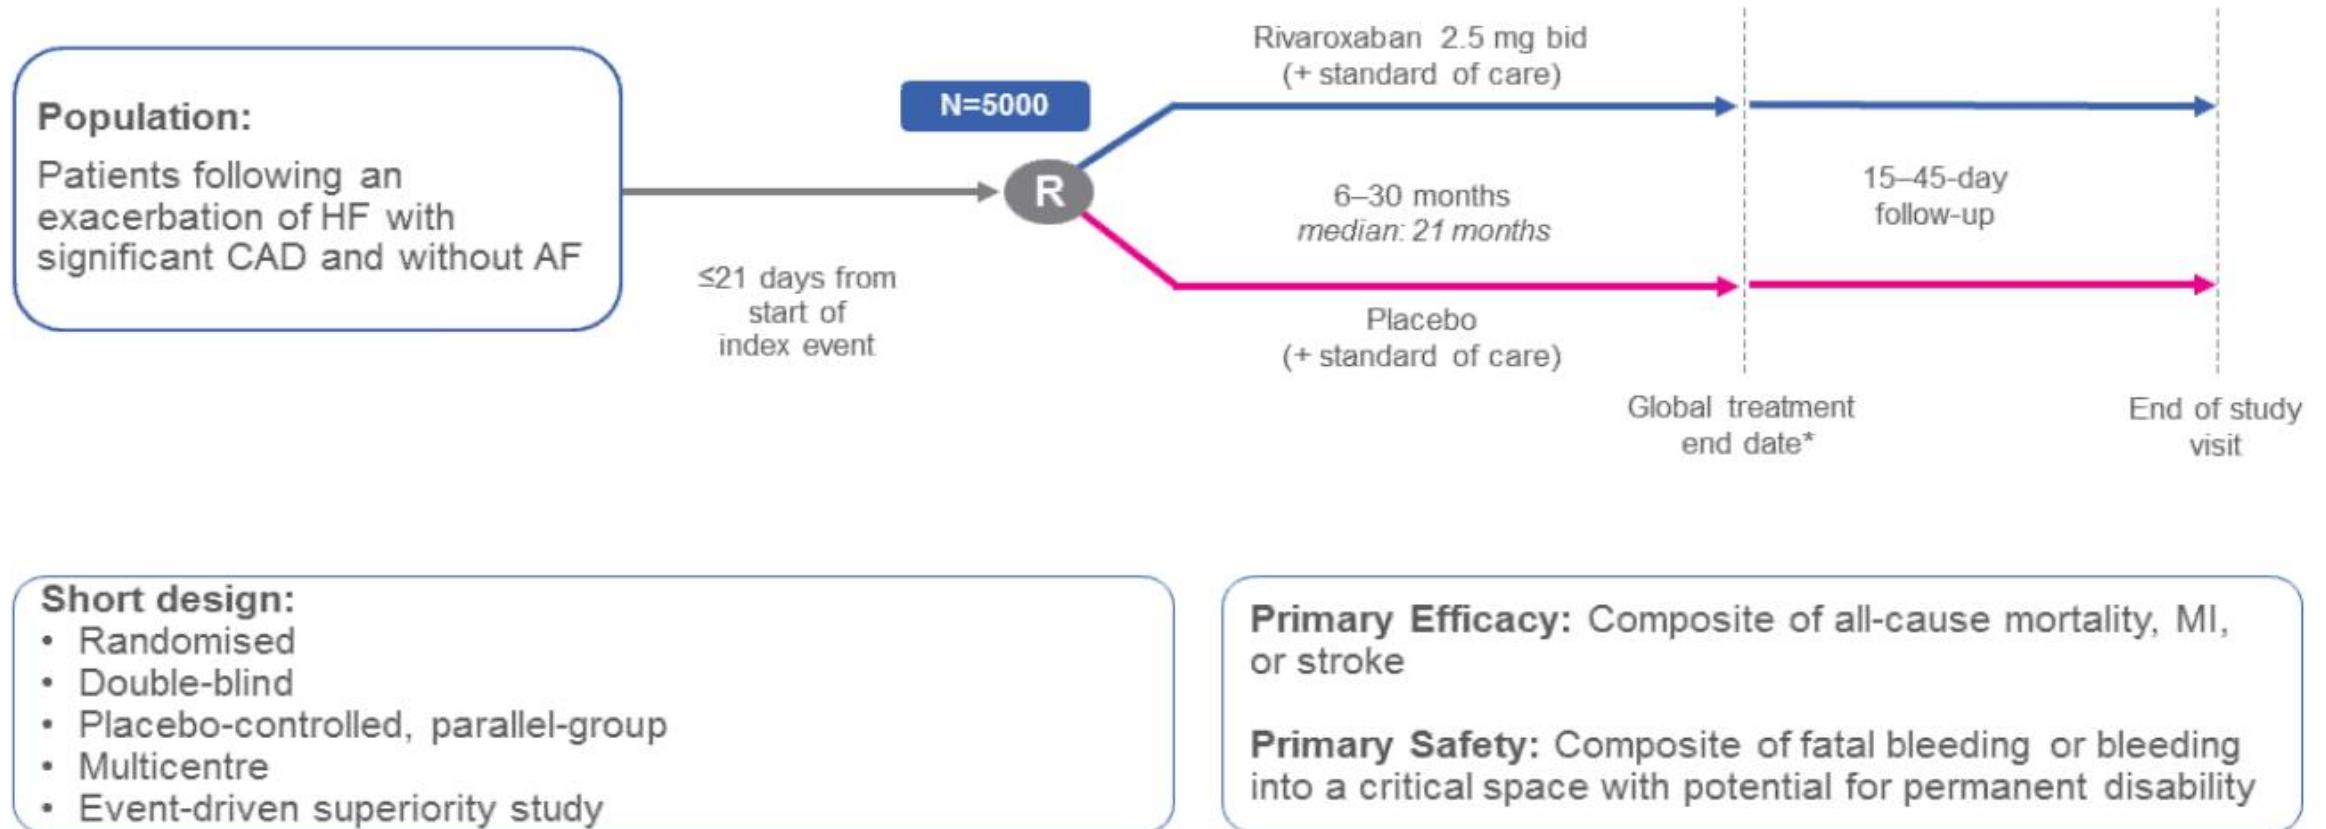 Population:
Patients following an
exacerbation of HF with
significant CAD and without AF
≤21 days from
start of
index event
N=5000
R
Rivaroxaban 2.5 mg bid
(+ standard of care)
6–30 months
median: 21 months
Placebo
(+ standard of care)
15–45-day
follow-up
Global treatment
end date*
End of study
visit
Short design:
• Randomised
• Double-blind
• Placebo-controlled, parallel-group
• Multicentre
• Event-driven superiority study
Primary Efficacy: Composite of all-cause mortality, MI,
or stroke
Primary Safety: Composite of fatal bleeding or bleeding
into a critical space with potential for permanent disability